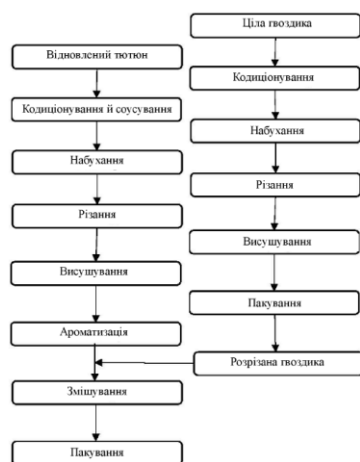 Відновлений тютюн
Кодиціонування й соусування
Набухання
Різання
Висушування
Ароматизація
Змішування
Пакування
Ціла гвоздика
Кодиціонування
Набухання
Різання
Висушування
Пакування
Розрізана гвоздика